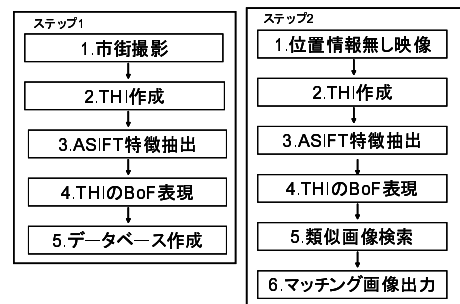 ステップ1
1.市街撮影
2.THI作成
3.ASIFT特徴抽出
4.THIのBoF表現
5.データベース作成
ステップ2
1.位置情報無し映像
2.THI作成
3.ASIFT特徴抽出
4.THIのBoF表現
5.類似画像検索
6.マッチング画像出力